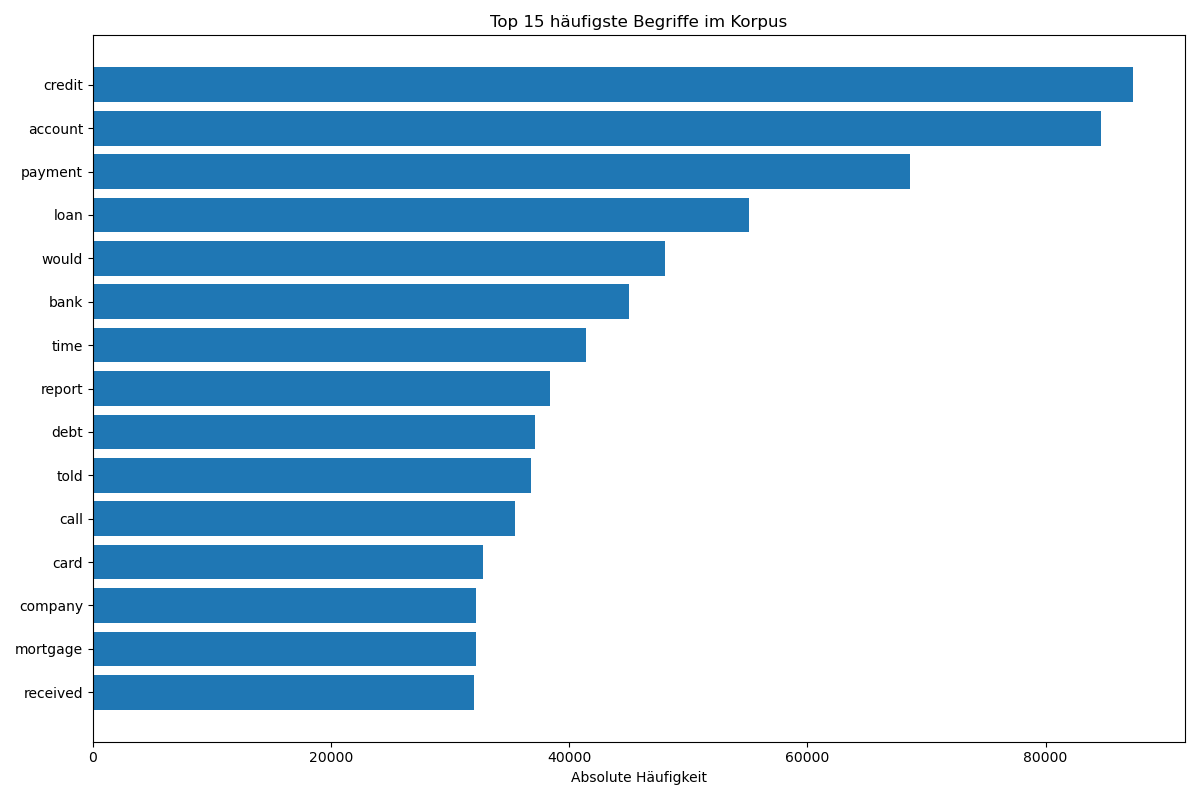 Top 15 häufigste Begriffe im Korpus
credit
account
payment
loan
would
bank
time
report
debt
told
call
card
company
mortgage
received
0 20000 40000 60000 80000
Absolute Häufigkeit